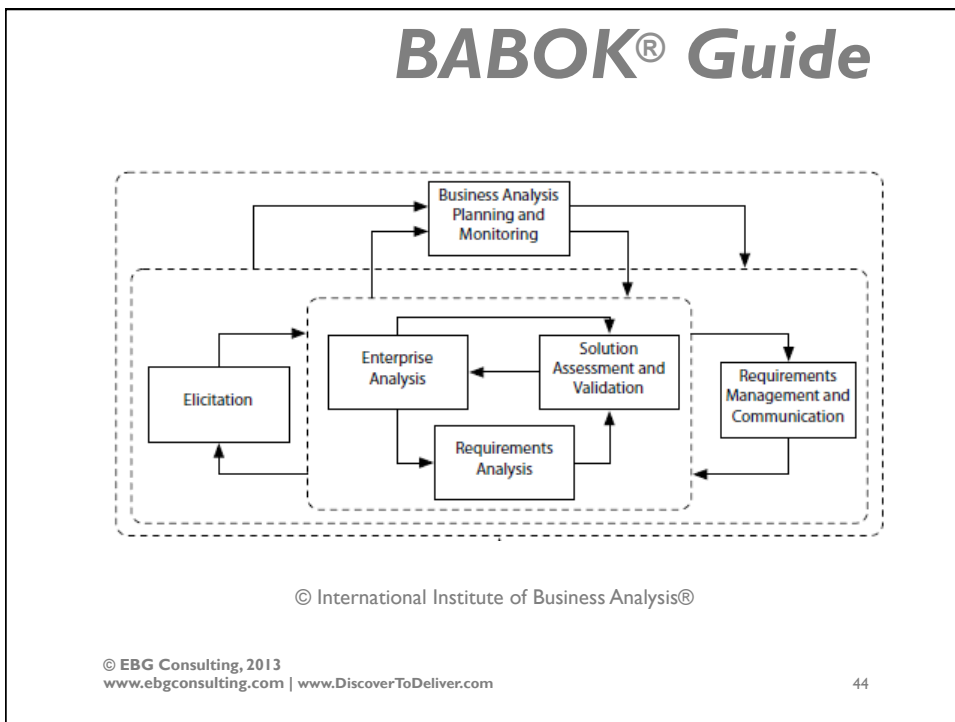 BABOK® Guide
Business Analysis
Planning and
Monitoring
Enterprise
Analysis
Solution
Assessment and
Validation
Elicitation
Requirements
Management and
Communication
Requirements
Analysis
© International Institute of Business Analysis®
© EBG Consulting, 2013
www.ebgconsulting.com | www.DiscoverToDeliver.com
44